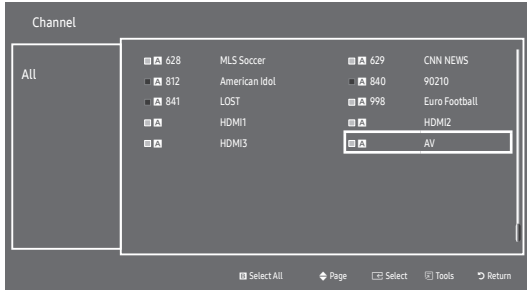 Channel
All
A 628 MLS Soccer A 629 CNN NEWS
A 812 American Idol A 840 90210
A 841 LOST A 998 Euro Football
A HDMI1 A HDMI2
A HDMI3 A AV
B Select All Page Select Tools Return